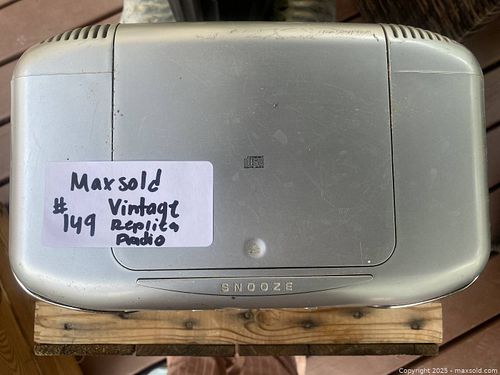 Maxsold
# Vintage
149 Replica
Radio
SNOOZE
Copyright 2025 - maxsold.com